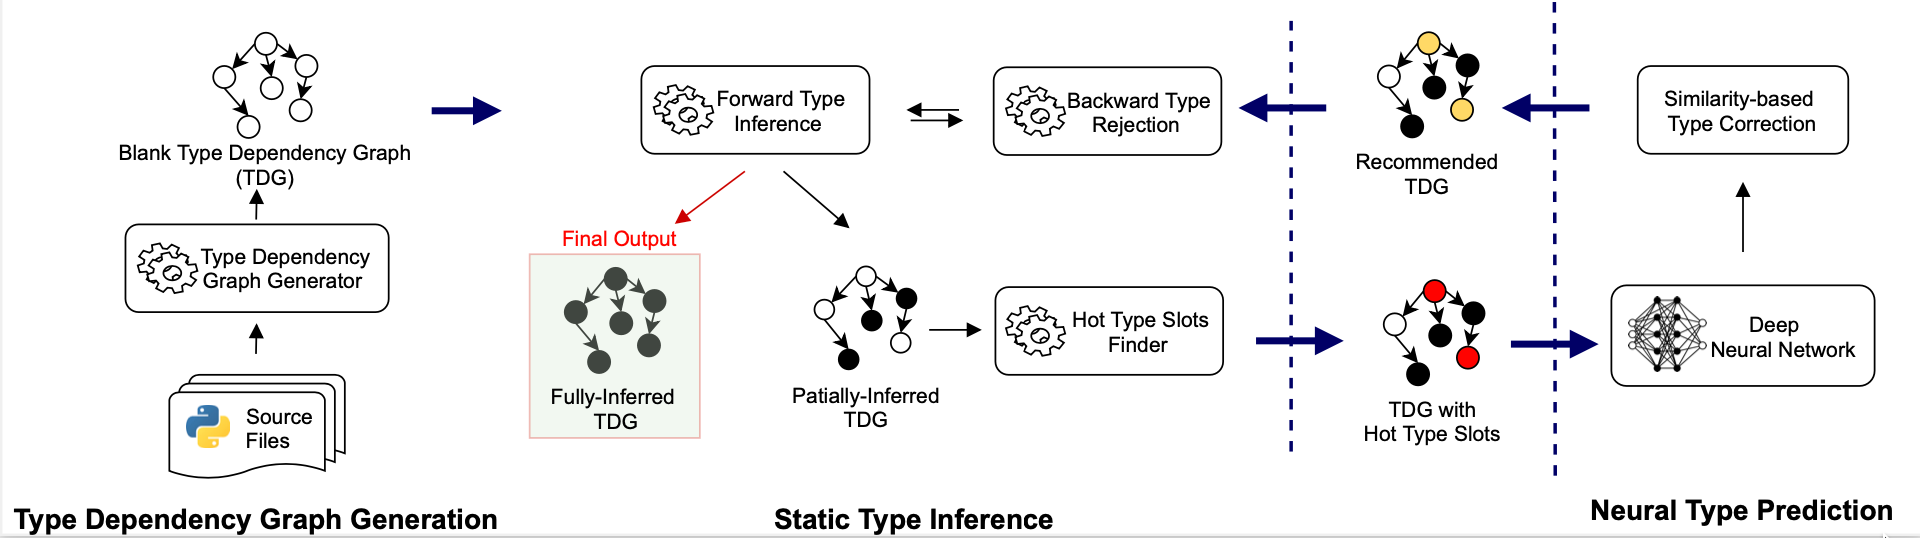 Blank Type Dependency Graph
(TDG)
Type Dependency
Graph Generator
Source
Files
Type Dependency Graph Generation
Forward Type
Inference
Backward Type
Rejection
Final Output
Fully-Inferred
TDG
Patially-Inferred
TDG
Hot Type Slots
Finder
Static Type Inference
Recommended
TDG
TDG with
Hot Type Slots
Similarity-based
Type Correction
Deep
Neural Network
Neural Type Prediction